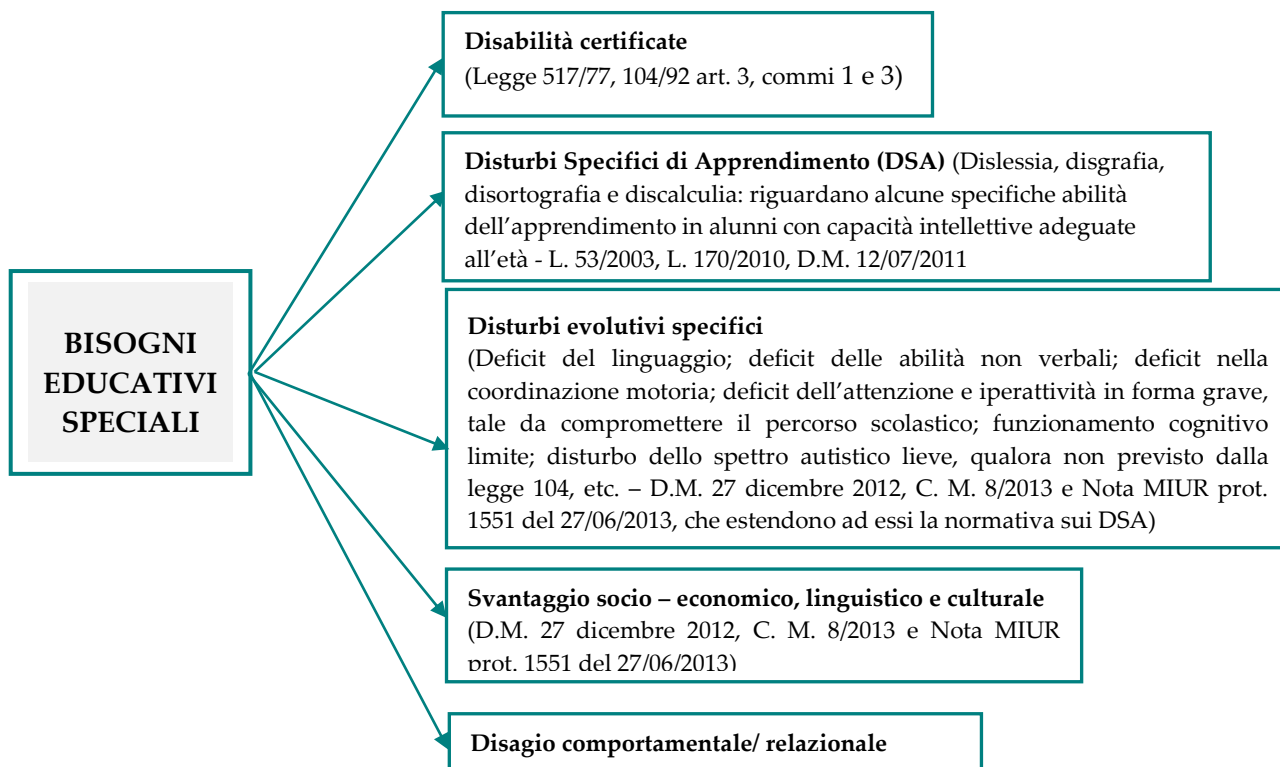 Disabilità certificate
(Legge 517/77, 104/92 art. 3, commi 1 e 3)
Disturbi Specifici di Apprendimento (DSA) (Dislessia, disgrafia,
disortografia e discalculia: riguardano alcune specifiche abilità
dell’apprendimento in alunni con capacità intellettive adeguate
all’età - L. 53/2003, L. 170/2010, D.M. 12/07/2011
BISOGNI
EDUCATIVI
SPECIALI
Disturbi evolutivi specifici
(Deficit del linguaggio; deficit delle abilità non verbali; deficit nella
coordinazione motoria; deficit dell’attenzione e iperattività in forma grave,
tale da compromettere il percorso scolastico; funzionamento cognitivo
limite; disturbo dello spettro autistico lieve, qualora non previsto dalla
legge 104, etc. – D.M. 27 dicembre 2012, C. M. 8/2013 e Nota MIUR prot.
1551 del 27/06/2013, che estendono ad essi la normativa sui DSA)
Svantaggio socio – economico, linguistico e culturale
(D.M. 27 dicembre 2012, C. M. 8/2013 e Nota MIUR
prot. 1551 del 27/06/2013)
Disagio comportamentale/ relazionale